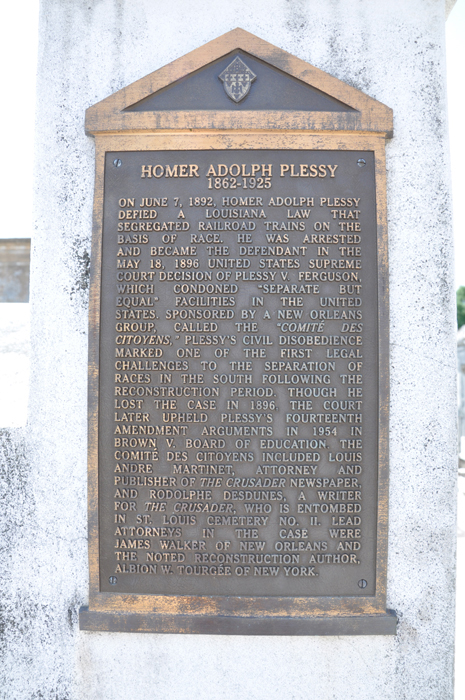 HOMER ADOLPH PLESSY
1862-1925
ON JUNE 7, 1892, HOMER ADOLPH PLESSY
DEFIED A LOUISIANA LAW THAT
SEGREGATED RAILROAD TRAINS ON THE
BASIS OF RACE. HE WAS ARRESTED
AND BECAME THE DEFENDANT IN THE
MAY 18, 1896 UNITED STATES SUPREME
COURT DECISION OF PLESSY V. FERGUSON,
WHICH CONDONED "SEPARATE BUT
EQUAL" FACILITIES IN THE UNITED
STATES. SPONSORED BY A NEW ORLEANS
GROUP, CALLED THE "COMITÉ DES
CITOYENS," PLESSY'S CIVIL DISOBEDIENCE
MARKED ONE OF THE FIRST LEGAL
CHALLENGES TO THE SEPARATION OF
RACES IN THE SOUTH FOLLOWING THE
RECONSTRUCTION PERIOD. THOUGH HE
LOST THE CASE IN 1896, THE COURT
LATER UPHELD PLESSY'S FOURTEENTH
AMENDMENT ARGUMENTS IN 1954 IN
BROWN V. BOARD OF EDUCATION. THE
COMITÉ DES CITOYENS INCLUDED LOUIS
ANDRE MARTINET, ATTORNEY AND
PUBLISHER OF THE CRUSADER NEWSPAPER,
AND RODOLPHE DESDUNES, A WRITER
FOR THE CRUSADER, WHO IS ENTOMBED
IN ST. LOUIS CEMETERY NO. II. LEAD
ATTORNEYS IN THE CASE WERE
JAMES WALKER OF NEW ORLEANS AND
THE NOTED RECONSTRUCTION AUTHOR,
ALBION W. TOURGÉE OF NEW YORK.